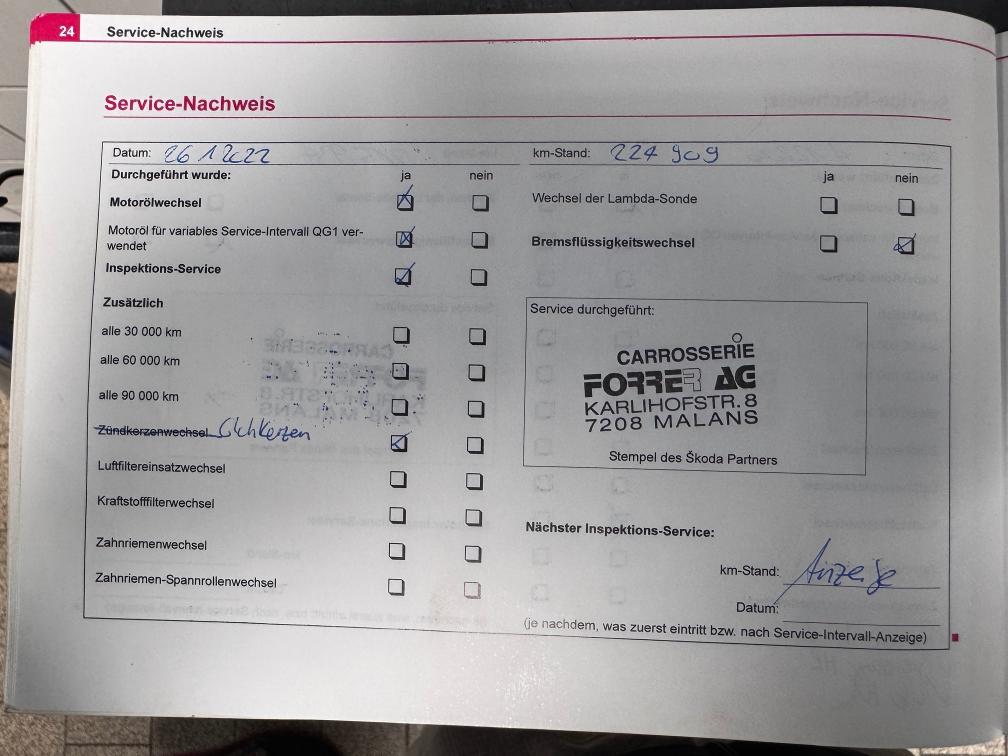 24 Service-Nachweis
Service-Nachweis
Datum: 26 1 2022
km-Stand: 224 909
Durchgeführt wurde: ja nein
Motorölwechsel
Motoröl für variables Service-Intervall QG1 ver-
wendet
Inspektions-Service
Zusätzlich
alle 30 000 km
alle 60 000 km
alle 90 000 km
Zündkerzenwechsel Glühkerzen
Luftfiltereinsatzwechsel
Kraftstofffilterwechsel
Zahnriemenwechsel
Zahnriemen-Spannrollenwechsel
ja nein
Wechsel der Lambda-Sonde
Bremsflüssigkeitswechsel
Service durchgeführt:
CARROSSERIE
FORRER AG
KARLIHOFSTR. 8
7208 MALANS
Stempel des Škoda Partners
Nächster Inspektions-Service:
km-Stand: Anzeige
Datum:
(je nachdem, was zuerst eintritt bzw. nach Service-Intervall-Anzeige)